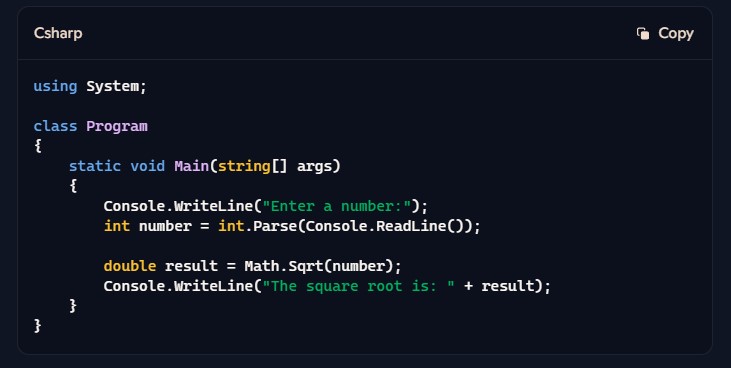 Csharp
Copy
using System;
class Program
{
    static void Main(string[] args)
    {
        Console.WriteLine("Enter a number:");
        int number = int.Parse(Console.ReadLine());
        double result = Math.Sqrt(number);
        Console.WriteLine("The square root is: " + result);
    }
}